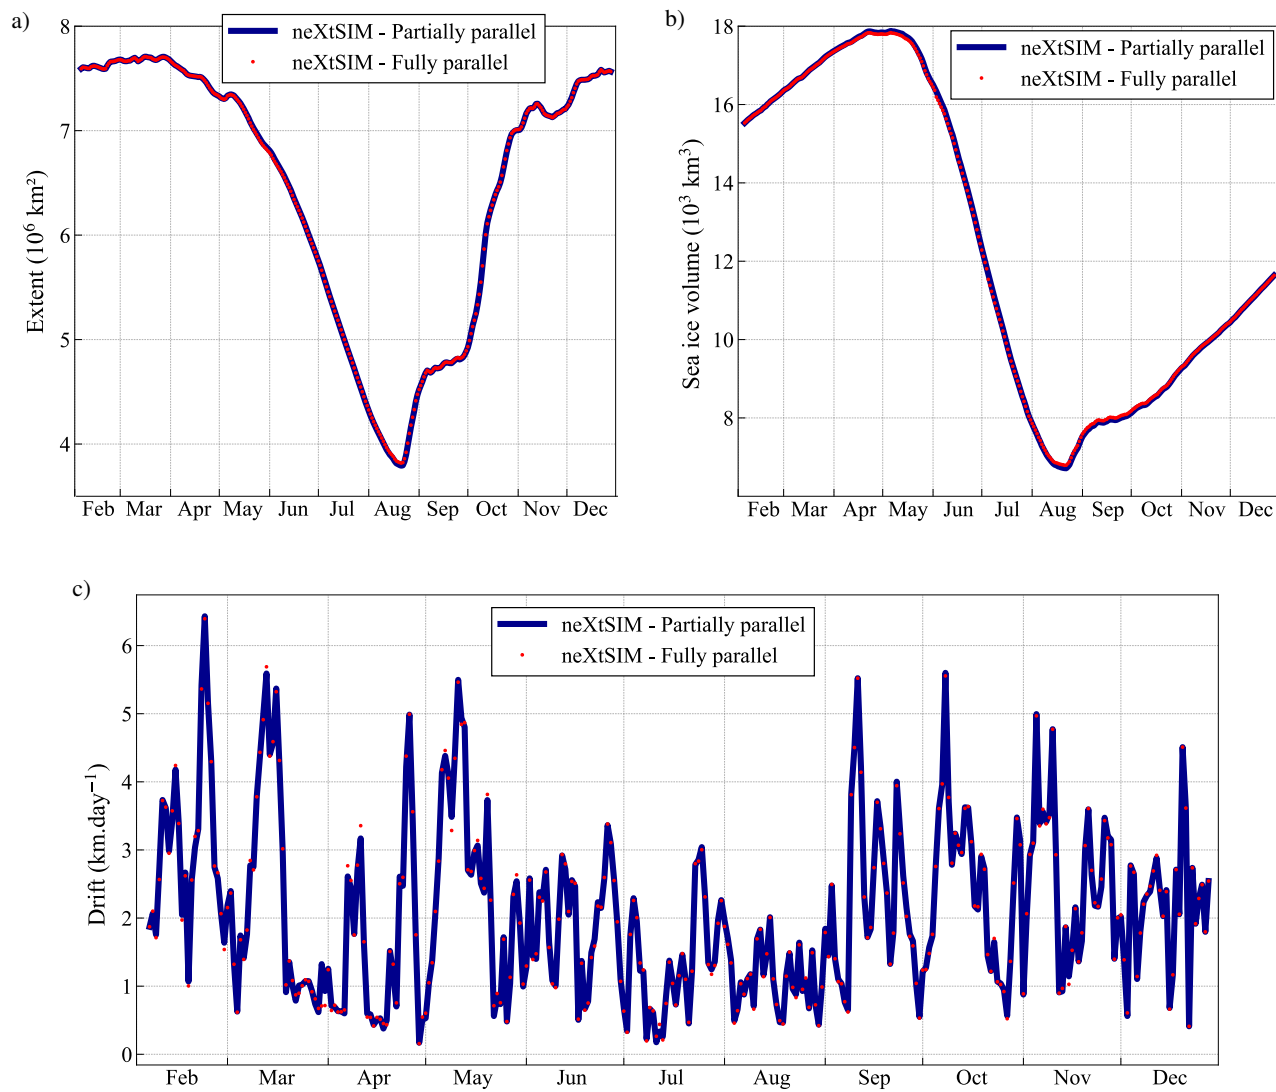 a)
8
7
6
5
4
Extent (10⁶ km²)
neXtSIM - Partially parallel
neXtSIM - Fully parallel
Feb Mar Apr May Jun Jul Aug Sep Oct Nov Dec
b)
18
16
14
12
10
8
Sea ice volume (10³ km³)
neXtSIM - Partially parallel
neXtSIM - Fully parallel
Feb Mar Apr May Jun Jul Aug Sep Oct Nov Dec
c)
6
5
4
3
2
1
0
Drift (km.day⁻¹)
neXtSIM - Partially parallel
neXtSIM - Fully parallel
Feb Mar Apr May Jun Jul Aug Sep Oct Nov Dec